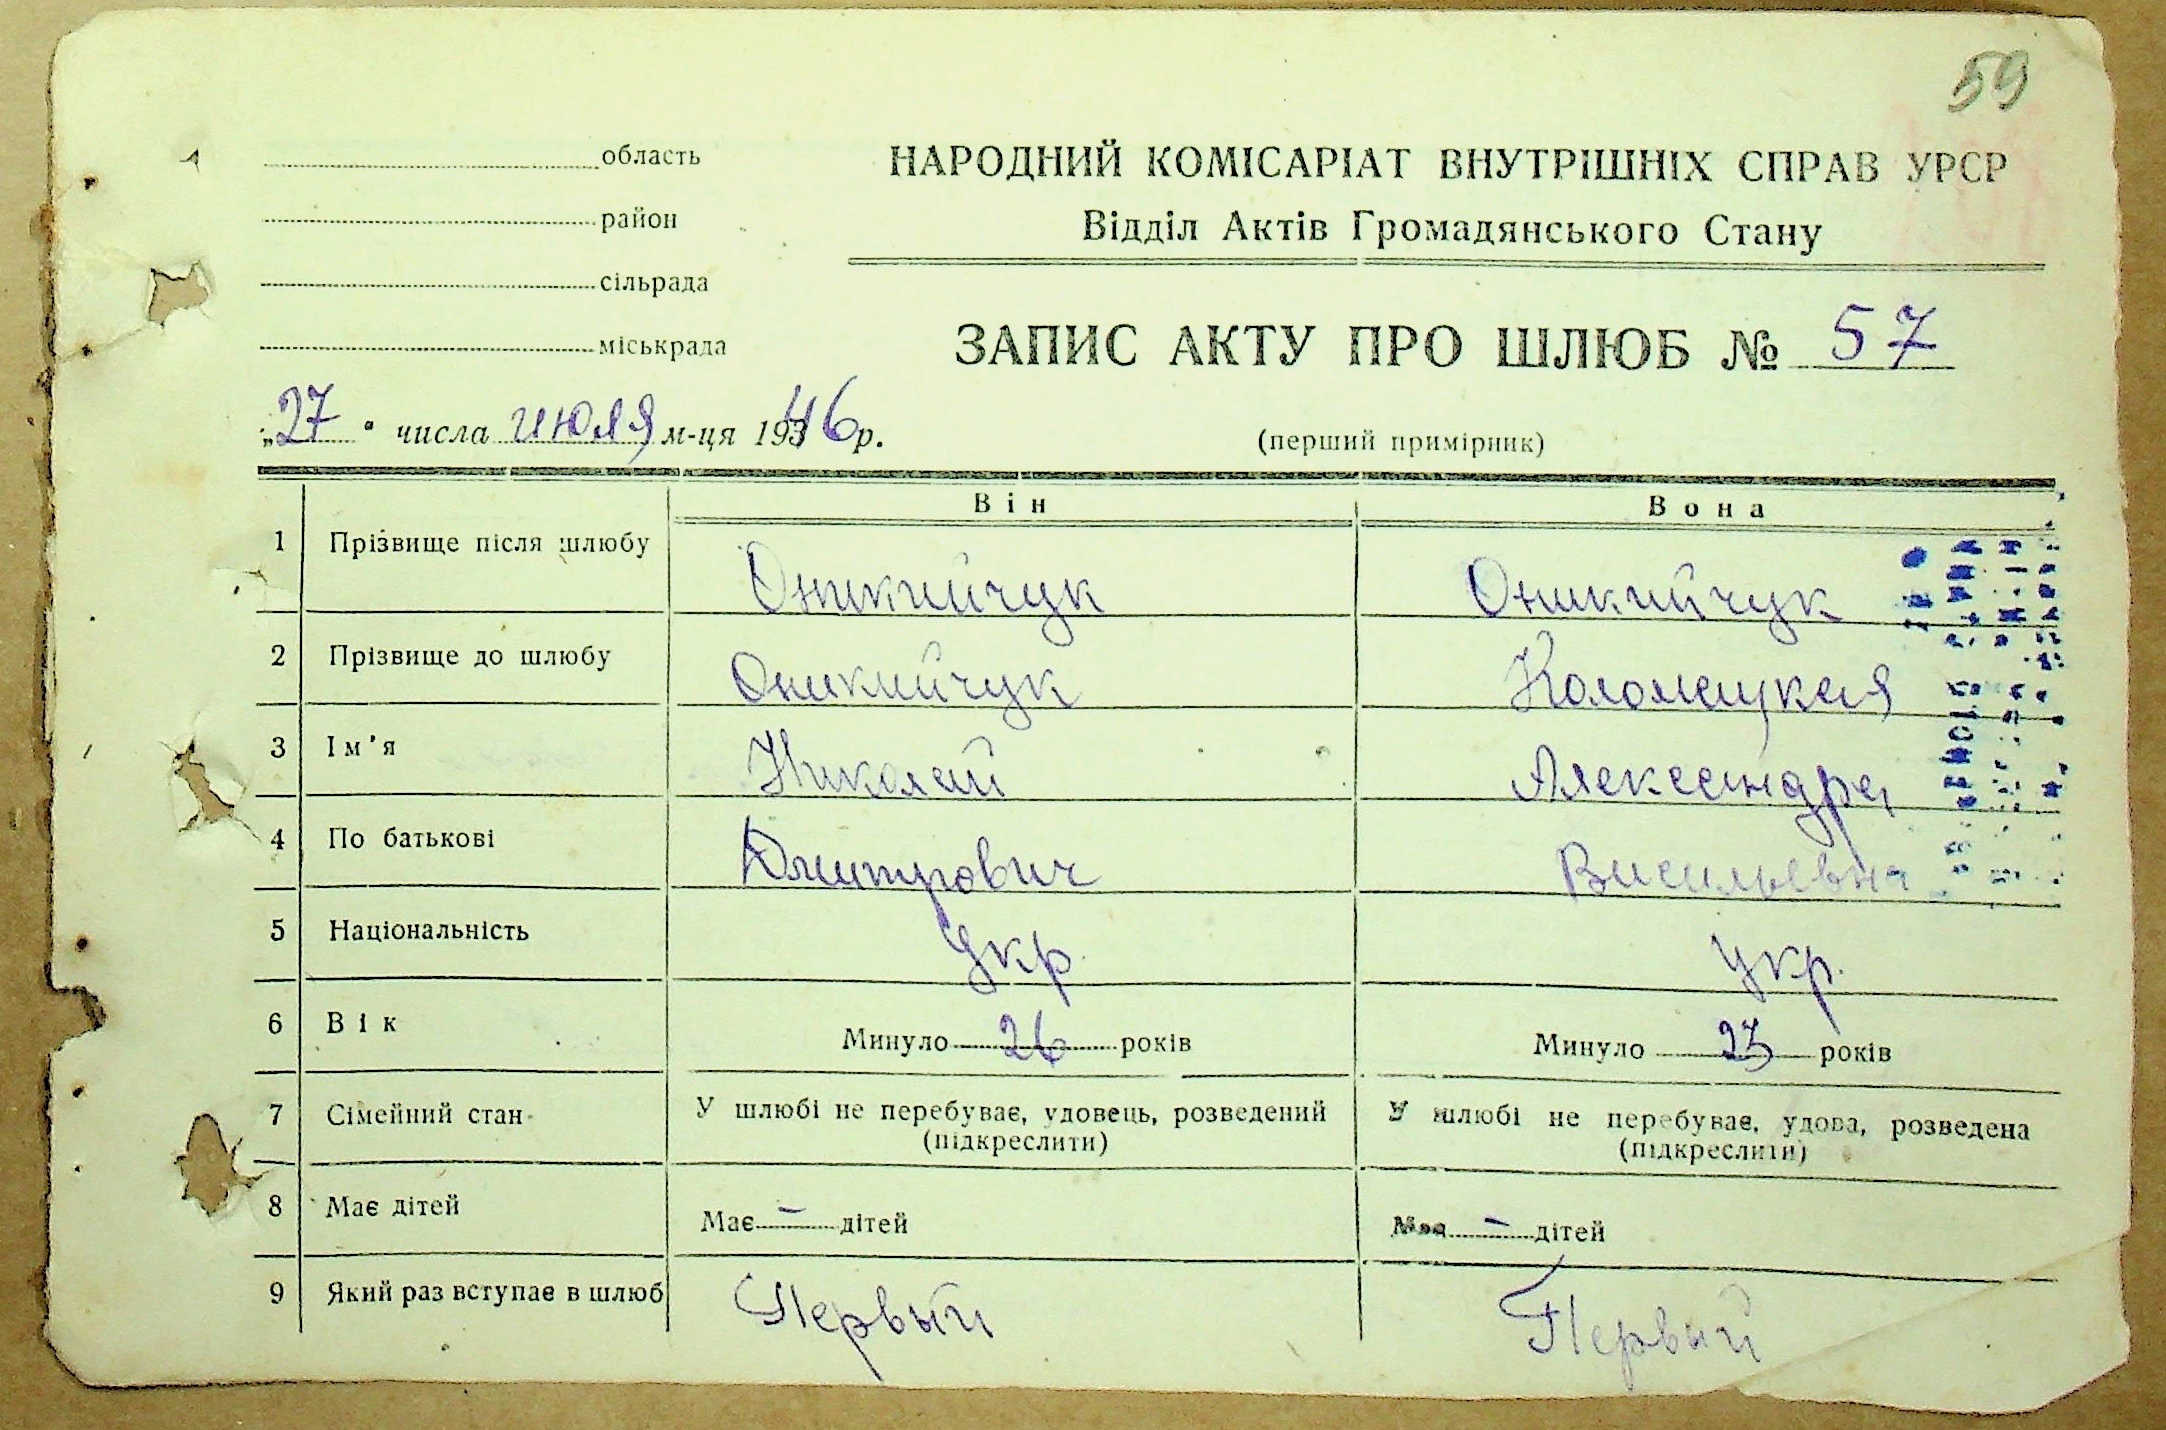 59
область
район
сільрада
міськрада
НАРОДНИЙ КОМІСАРІАТ ВНУТРІШНІХ СПРАВ УРСР
Відділ Актів Громадянського Стану
ЗАПИС АКТУ ПРО ШЛЮБ № 57
„27" числа июля м-ця 1946 р.
(перший примірник)
Він Вона
1 Прізвище після шлюбу Оникийчук Оникийчук
2 Прізвище до шлюбу Оникийчук Коломецкая
3 Ім'я Николай Александра
4 По батькові Дмитрович Васильевна
5 Національність Укр. Укр.
6 Вік Минуло 26 років Минуло 23 років
7 Сімейний стан У шлюбі не перебуває, удовець, розведений У шлюбі не перебуває, удова, розведена
(підкреслити) (підкреслити)
8 Має дітей Має - дітей Має - дітей
9 Який раз вступає в шлюб Первый Первый